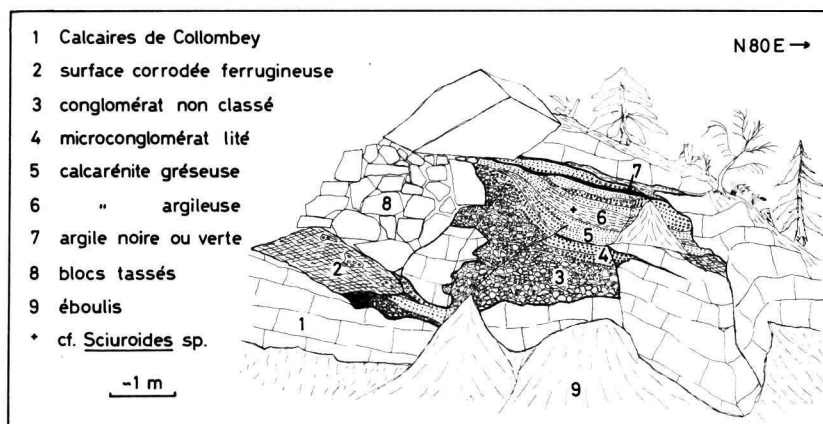 1 Calcaires de Collombey
2 surface corrodée ferrugineuse
3 conglomérat non classé
4 microconglomérat lité
5 calcarénite gréseuse
6 " argileuse
7 argile noire ou verte
8 blocs tassés
9 éboulis
+ cf. Sciuroides sp.
~1 m
N80E →
7
8
6
5
4
2
3
1
9